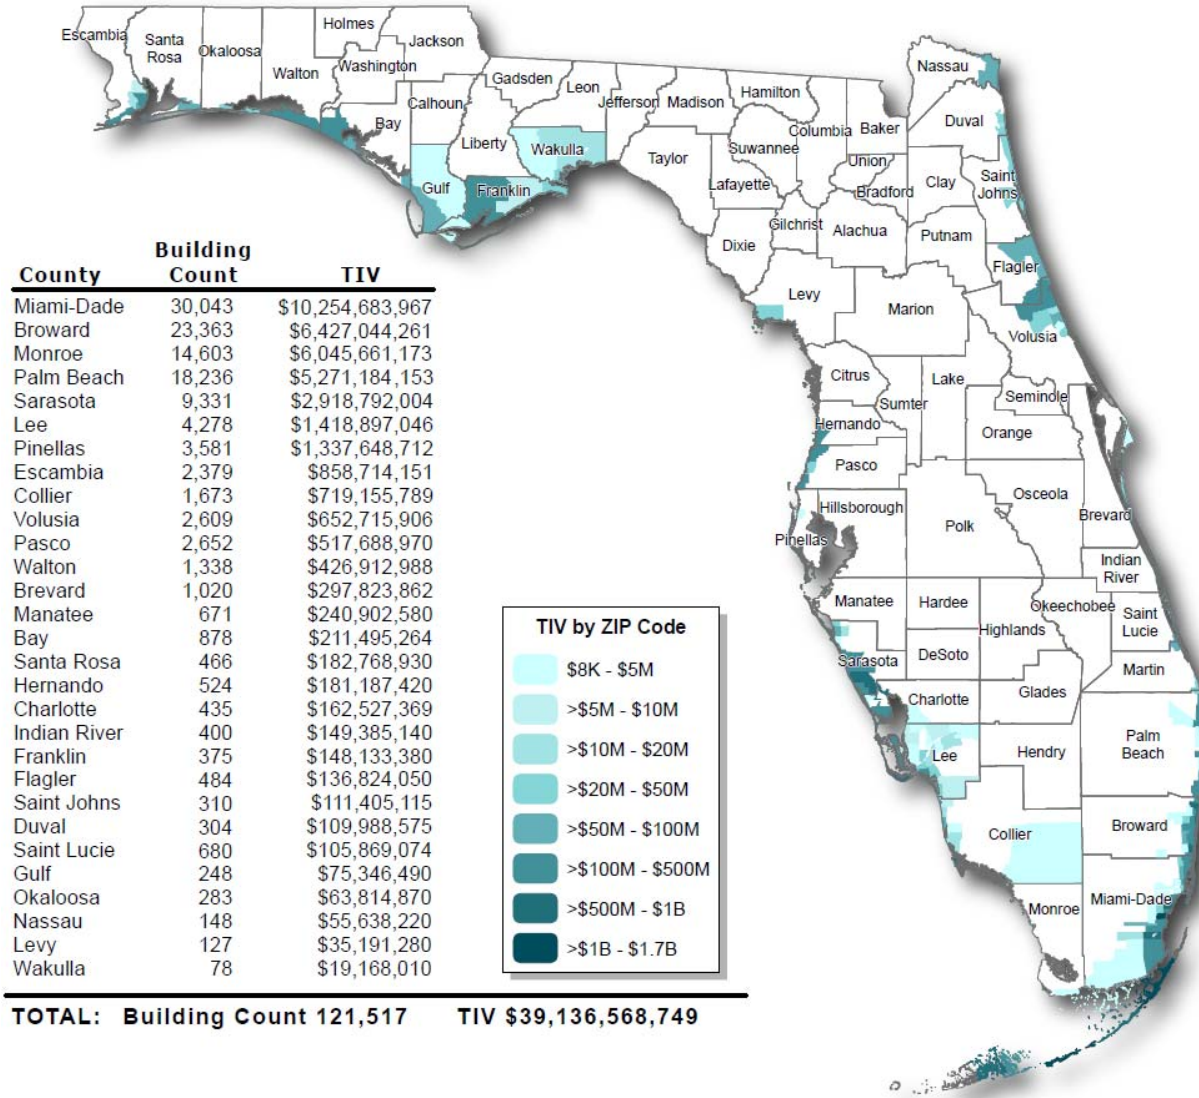 Holmes
Escambia
Santa
Rosa
Okaloosa
Walton
Washington
Jackson
Gadsden
Leon
Jefferson
Madison
Hamilton
Nassau
Calhoun
Bay
Liberty
Wakulla
Taylor
Suwannee
Columbia
Baker
Duval
Union
Gulf
Franklin
Lafayette
Bradford
Clay
Saint
Johns
Dixie
Gilchrist
Alachua
Putnam
Flagler
Levy
Marion
Volusia
Citrus
Lake
Sumter
Seminole
Hernando
Orange
Pasco
Osceola
Hillsborough
Polk
Brevard
Pinellas
Indian
River
Manatee
Hardee
Highlands
Okeechobee
Saint
Lucie
Sarasota
DeSoto
Martin
Charlotte
Glades
Lee
Hendry
Palm
Beach
Collier
Broward
Monroe
Miami-Dade
County Building Count TIV
Miami-Dade 30,043 $10,254,683,967
Broward 23,363 $6,427,044,261
Monroe 14,603 $6,045,661,173
Palm Beach 18,236 $5,271,184,153
Sarasota 9,331 $2,918,792,004
Lee 4,278 $1,418,897,046
Pinellas 3,581 $1,337,648,712
Escambia 2,379 $858,714,151
Collier 1,673 $719,155,789
Volusia 2,609 $652,715,906
Pasco 2,652 $517,688,970
Walton 1,338 $426,912,988
Brevard 1,020 $297,823,862
Manatee 671 $240,902,580
Bay 878 $211,495,264
Santa Rosa 466 $182,768,930
Hernando 524 $181,187,420
Charlotte 435 $162,527,369
Indian River 400 $149,385,140
Franklin 375 $148,133,380
Flagler 484 $136,824,050
Saint Johns 310 $111,405,115
Duval 304 $109,988,575
Saint Lucie 680 $105,869,074
Gulf 248 $75,346,490
Okaloosa 283 $63,814,870
Nassau 148 $55,638,220
Levy 127 $35,191,280
Wakulla 78 $19,168,010
TOTAL: Building Count 121,517 TIV $39,136,568,749
TIV by ZIP Code
$8K - $5M
>$5M - $10M
>$10M - $20M
>$20M - $50M
>$50M - $100M
>$100M - $500M
>$500M - $1B
>$1B - $1.7B